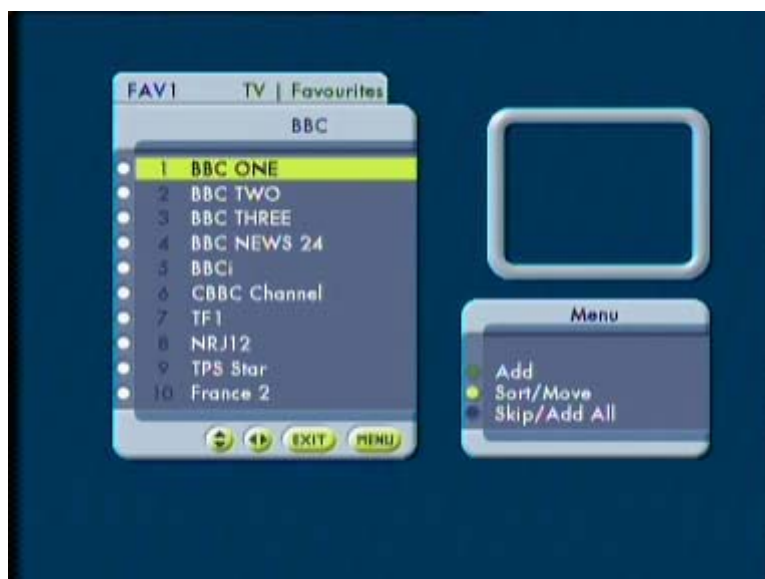 FAV1 TV | Favourites
BBC
1 BBC ONE
2 BBC TWO
3 BBC THREE
4 BBC NEWS 24
5 BBCi
6 CBBC Channel
7 TF1
8 NRJ12
9 TPS Star
10 France 2
EXIT MENU
Menu
Add
Sort/Move
Skip/Add All